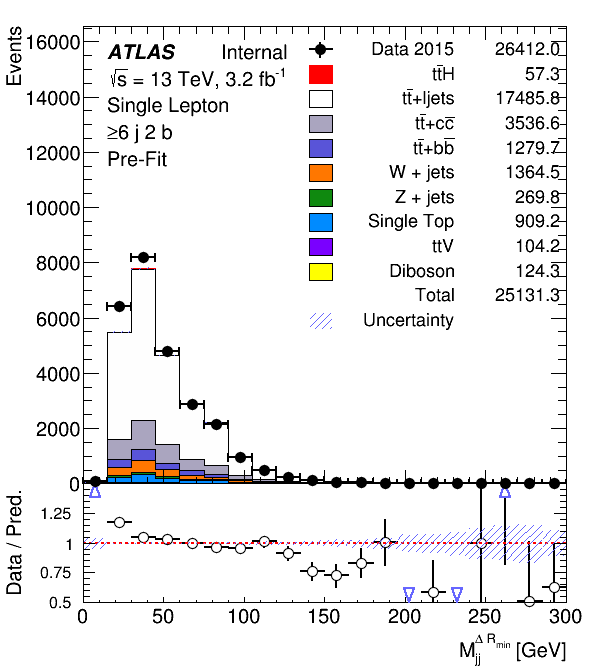 Events
16000
14000
12000
10000
8000
6000
4000
2000
0
ATLAS Internal
√s = 13 TeV, 3.2 fb⁻¹
Single Lepton
≥6 j 2 b
Pre-Fit
Data 2015 26412.0
tt̄H 57.3
tt̄+ljets 17485.8
tt̄+cc̄ 3536.6
tt̄+bb̄ 1279.7
W + jets 1364.5
Z + jets 269.8
Single Top 909.2
ttV 104.2
Diboson 124.3
Total 25131.3
Uncertainty
Data / Pred.
1.25
1
0.75
0.5
0 50 100 150 200 250 300
M_jj^ΔR_min [GeV]